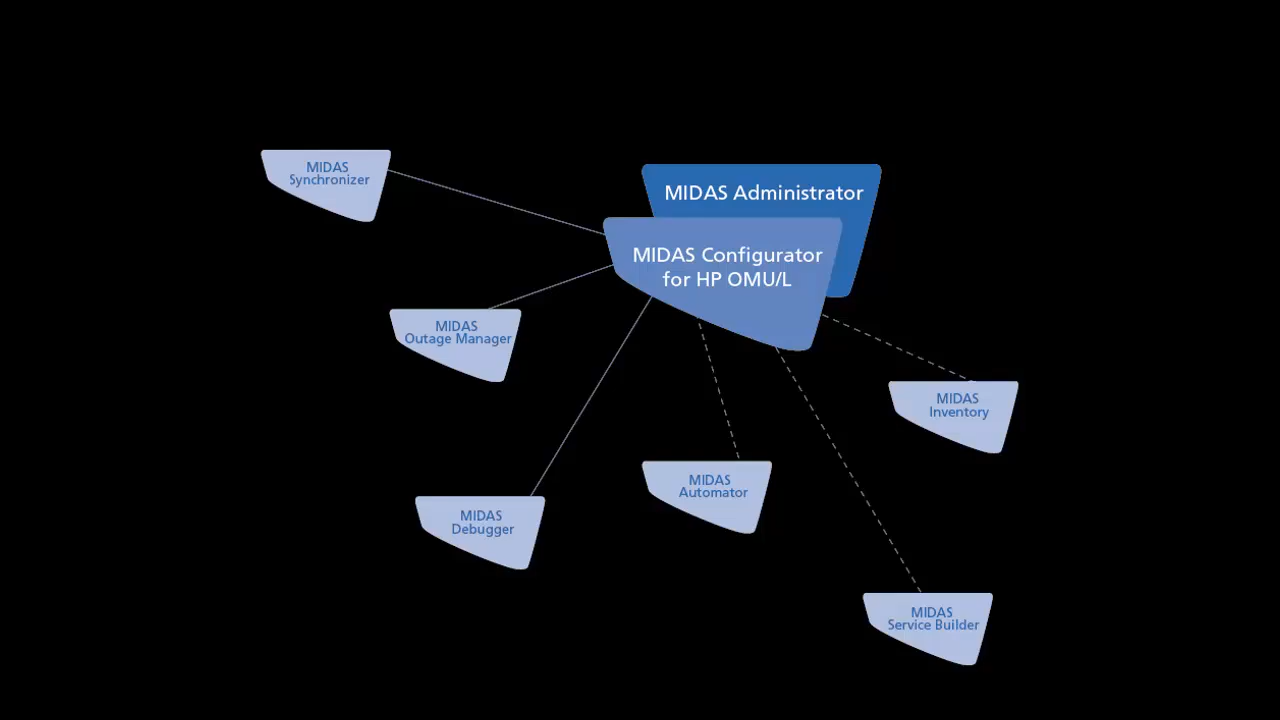 MIDAS
Synchronizer
MIDAS Administrator
MIDAS Configurator
for HP OMU/L
MIDAS
Outage Manager
MIDAS
Inventory
MIDAS
Automator
MIDAS
Debugger
MIDAS
Service Builder